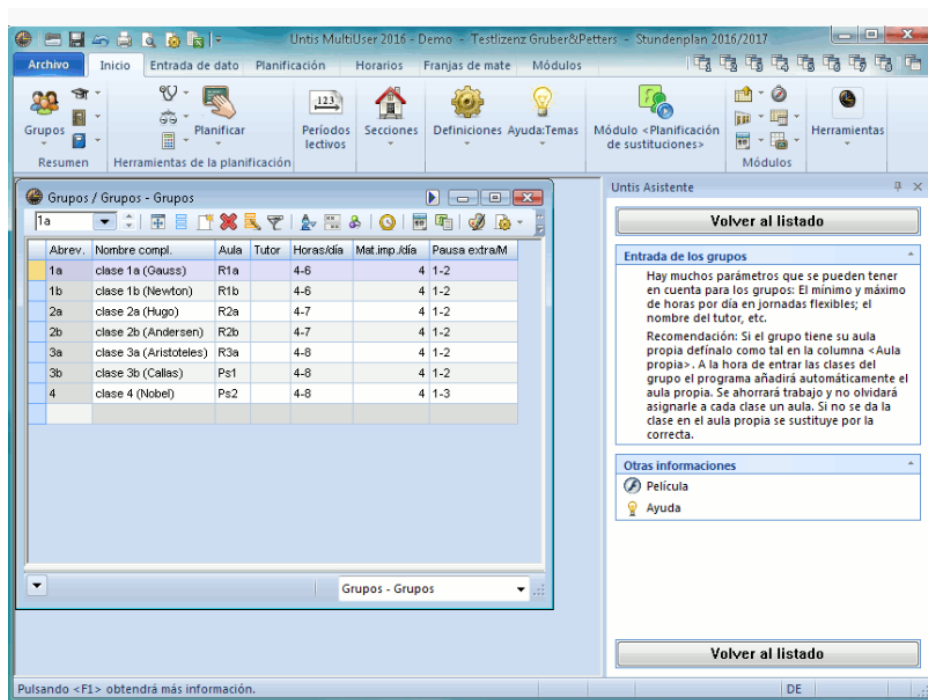 Untis MultiUser 2016 - Demo - Testlizenz Gruber&Petters - Stundenplan 2016/2017
Archivo Inicio Entrada de dato Planificación Horarios Franjas de mate Módulos
Grupos
Resumen
Planificar
Herramientas de la planificación
123
Períodos lectivos
Secciones
Definiciones
Ayuda:Temas
Módulo <Planificación de sustituciones>
Módulos
Herramientas
Grupos / Grupos - Grupos
1a
Abrev. Nombre compl. Aula Tutor Horas/día Mat.imp./día Pausa extra/M
1a clase 1a (Gauss) R1a 4-6 4 1-2
1b clase 1b (Newton) R1b 4-6 4 1-2
2a clase 2a (Hugo) R2a 4-7 4 1-2
2b clase 2b (Andersen) R2b 4-7 4 1-2
3a clase 3a (Aristoteles) R3a 4-8 4 1-2
3b clase 3b (Callas) Ps1 4-8 4 1-2
4 clase 4 (Nobel) Ps2 4-8 4 1-3
Grupos - Grupos
Untis Asistente
Volver al listado
Entrada de los grupos
Hay muchos parámetros que se pueden tener
en cuenta para los grupos: El mínimo y máximo
de horas por día en jornadas flexibles; el
nombre del tutor, etc.
Recomendación: Si el grupo tiene su aula
propia defínalo como tal en la columna <Aula
propia>. A la hora de entrar las clases del
grupo el programa añadirá automáticamente el
aula propia. Se ahorrará trabajo y no olvidará
asignarle a cada clase un aula. Si no se da la
clase en el aula propia se sustituye por la
correcta.
Otras informaciones
Película
Ayuda
Volver al listado
Pulsando <F1> obtendrá más información.
DE